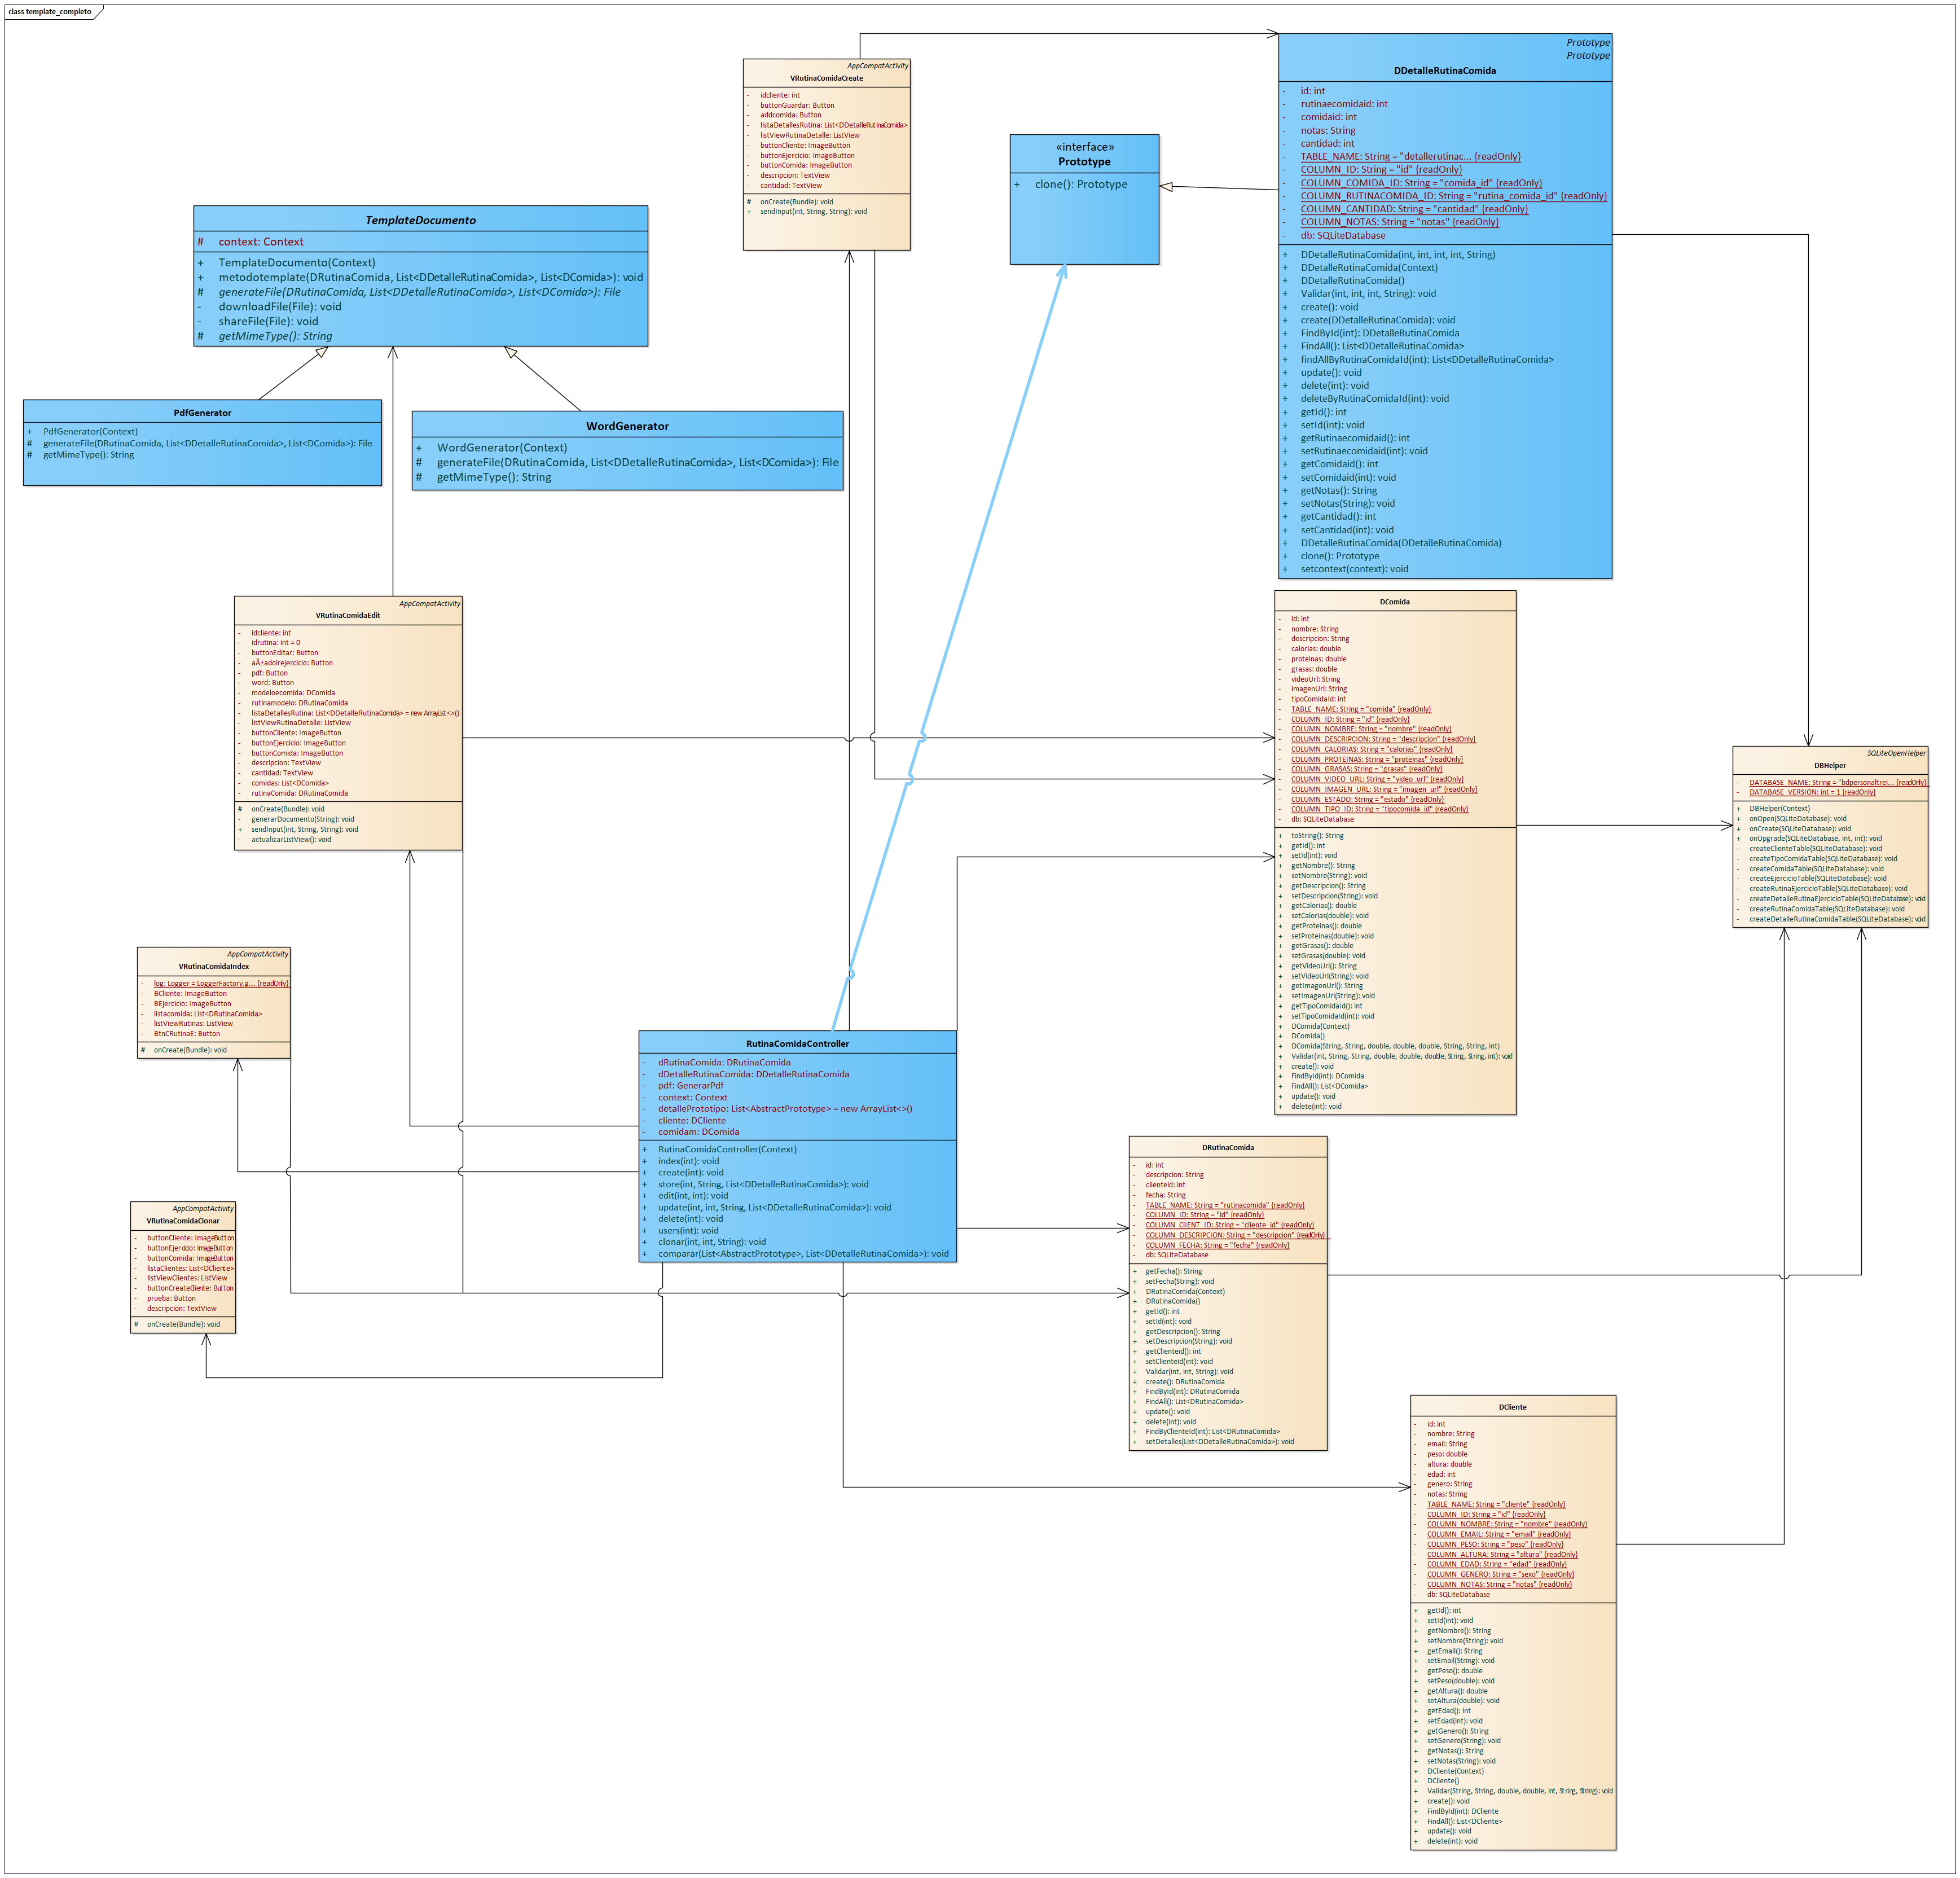 class template_completo
AppCompatActivity
VRutinaComidaCreate
- idcliente: int
- buttonGuardar: Button
- addcomida: Button
- listaDetallesRutina: List<DDetalleRutinaComida>
- listViewRutinaDetalle: ListView
- buttonCliente: ImageButton
- buttonEjercicio: ImageButton
- buttonComida: ImageButton
- descripcion: TextView
- cantidad: TextView
# onCreate(Bundle): void
+ sendInput(int, String, String): void
Prototype
Prototype
DDetalleRutinaComida
- id: int
- rutinaecomidaid: int
- comidaid: int
- notas: String
- cantidad: int
- TABLE_NAME: String = "detallerutinac... {readOnly}
- COLUMN_ID: String = "id" {readOnly}
- COLUMN_COMIDA_ID: String = "comida_id" {readOnly}
- COLUMN_RUTINACOMIDA_ID: String = "rutina_comida_id" {readOnly}
- COLUMN_CANTIDAD: String = "cantidad" {readOnly}
- COLUMN_NOTAS: String = "notas" {readOnly}
- db: SQLiteDatabase
+ DDetalleRutinaComida(int, int, int, int, String)
+ DDetalleRutinaComida(Context)
+ DDetalleRutinaComida()
+ Validar(int, int, int, String): void
+ create(): void
+ create(DDetalleRutinaComida): void
+ FindById(int): DDetalleRutinaComida
+ FindAll(): List<DDetalleRutinaComida>
+ findAllByRutinaComidaId(int): List<DDetalleRutinaComida>
+ update(): void
+ delete(int): void
+ deleteByRutinaComidaId(int): void
+ getId(): int
+ setId(int): void
+ getRutinaecomidaid(): int
+ setRutinaecomidaid(int): void
+ getComidaid(): int
+ setComidaid(int): void
+ getNotas(): String
+ setNotas(String): void
+ getCantidad(): int
+ setCantidad(int): void
+ DDetalleRutinaComida(DDetalleRutinaComida)
+ clone(): Prototype
+ setcontext(context): void
«interface»
Prototype
+ clone(): Prototype
TemplateDocumento
# context: Context
+ TemplateDocumento(Context)
+ metodotemplate(DRutinaComida, List<DDetalleRutinaComida>, List<DComida>): void
# generateFile(DRutinaComida, List<DDetalleRutinaComida>, List<DComida>): File
- downloadFile(File): void
- shareFile(File): void
# getMimeType(): String
PdfGenerator
+ PdfGenerator(Context)
# generateFile(DRutinaComida, List<DDetalleRutinaComida>, List<DComida>): File
# getMimeType(): String
WordGenerator
+ WordGenerator(Context)
# generateFile(DRutinaComida, List<DDetalleRutinaComida>, List<DComida>): File
# getMimeType(): String
AppCompatActivity
VRutinaComidaEdit
- idcliente: int
- idrutina: int = 0
- buttonEditar: Button
- aÃ±adoirejercicio: Button
- pdf: Button
- word: Button
- modeloecomida: DComida
- rutinamodelo: DRutinaComida
- listaDetallesRutina: List<DDetalleRutinaComida> = new ArrayList<>()
- listViewRutinaDetalle: ListView
- buttonCliente: ImageButton
- buttonEjercicio: ImageButton
- buttonComida: ImageButton
- descripcion: TextView
- cantidad: TextView
- comidas: List<DComida>
- rutinaComida: DRutinaComida
# onCreate(Bundle): void
- generarDocumento(String): void
+ sendInput(int, String, String): void
- actualizarListView(): void
DComida
- id: int
- nombre: String
- descripcion: String
- calorias: double
- proteinas: double
- grasas: double
- videoUrl: String
- imagenUrl: String
- tipoComidaId: int
- TABLE_NAME: String = "comida" {readOnly}
- COLUMN_ID: String = "id" {readOnly}
- COLUMN_NOMBRE: String = "nombre" {readOnly}
- COLUMN_DESCRIPCION: String = "descripcion" {readOnly}
- COLUMN_CALORIAS: String = "calorias" {readOnly}
- COLUMN_PROTEINAS: String = "proteinas" {readOnly}
- COLUMN_GRASAS: String = "grasas" {readOnly}
- COLUMN_VIDEO_URL: String = "video_url" {readOnly}
- COLUMN_IMAGEN_URL: String = "imagen_url" {readOnly}
- COLUMN_ESTADO: String = "estado" {readOnly}
- COLUMN_TIPO_ID: String = "tipocomida_id" {readOnly}
- db: SQLiteDatabase
+ toString(): String
+ getId(): int
+ setId(int): void
+ getNombre(): String
+ setNombre(String): void
+ getDescripcion(): String
+ setDescripcion(String): void
+ getCalorias(): double
+ setCalorias(double): void
+ getProteinas(): double
+ setProteinas(double): void
+ getGrasas(): double
+ setGrasas(double): void
+ getVideoUrl(): String
+ setVideoUrl(String): void
+ getImagenUrl(): String
+ setImagenUrl(String): void
+ getTipoComidaId(): int
+ setTipoComidaId(int): void
+ DComida(Context)
+ DComida()
+ DComida(String, String, double, double, double, String, String, int)
+ Validar(int, String, String, double, double, double, String, String, int): void
+ create(): void
+ FindById(int): DComida
+ FindAll(): List<DComida>
+ update(): void
+ delete(int): void
SQLiteOpenHelper
DBHelper
- DATABASE_NAME: String = "bdpersonaltrei... {readOnly}
- DATABASE_VERSION: int = 1 {readOnly}
+ DBHelper(Context)
+ onOpen(SQLiteDatabase): void
+ onCreate(SQLiteDatabase): void
+ onUpgrade(SQLiteDatabase, int, int): void
- createClienteTable(SQLiteDatabase): void
- createTipoComidaTable(SQLiteDatabase): void
- createComidaTable(SQLiteDatabase): void
- createEjercicioTable(SQLiteDatabase): void
- createRutinaEjercicioTable(SQLiteDatabase): void
- createDetalleRutinaEjercicioTable(SQLiteDatabase): void
- createRutinaComidaTable(SQLiteDatabase): void
- createDetalleRutinaComidaTable(SQLiteDatabase): void
AppCompatActivity
VRutinaComidaIndex
- log: Logger = LoggerFactory.g... {readOnly}
- BCliente: ImageButton
- BEjercicio: ImageButton
- listacomida: List<DRutinaComida>
- listViewRutinas: ListView
- BtnCRutinaE: Button
# onCreate(Bundle): void
RutinaComidaController
- dRutinaComida: DRutinaComida
- dDetalleRutinaComida: DDetalleRutinaComida
- pdf: GenerarPdf
- context: Context
- detallePrototipo: List<AbstractPrototype> = new ArrayList<>()
- cliente: DCliente
- comidam: DComida
+ RutinaComidaController(Context)
+ index(int): void
+ create(int): void
+ store(int, String, List<DDetalleRutinaComida>): void
+ edit(int, int): void
+ update(int, int, String, List<DDetalleRutinaComida>): void
+ delete(int): void
+ users(int): void
+ clonar(int, int, String): void
+ comparar(List<AbstractPrototype>, List<DDetalleRutinaComida>): void
AppCompatActivity
VRutinaComidaClonar
- buttonCliente: ImageButton
- buttonEjercicio: ImageButton
- buttonComida: ImageButton
- listaClientes: List<DCliente>
- listViewClientes: ListView
- buttonCreateCliente: Button
- prueba: Button
- descripcion: TextView
# onCreate(Bundle): void
DRutinaComida
- id: int
- descripcion: String
- clienteid: int
- fecha: String
- TABLE_NAME: String = "rutinacomida" {readOnly}
- COLUMN_ID: String = "id" {readOnly}
- COLUMN_CLIENT_ID: String = "cliente_id" {readOnly}
- COLUMN_DESCRIPCION: String = "descripcion" {readOnly}
- COLUMN_FECHA: String = "fecha" {readOnly}
- db: SQLiteDatabase
+ getFecha(): String
+ setFecha(String): void
+ DRutinaComida(Context)
+ DRutinaComida()
+ getId(): int
+ setId(int): void
+ getDescripcion(): String
+ setDescripcion(String): void
+ getClienteid(): int
+ setClienteid(int): void
+ Validar(int, int, String): void
+ create(): DRutinaComida
+ FindById(int): DRutinaComida
+ FindAll(): List<DRutinaComida>
+ update(): void
+ delete(int): void
+ FindByClienteId(int): List<DRutinaComida>
+ setDetalles(List<DDetalleRutinaComida>): void
DCliente
- id: int
- nombre: String
- email: String
- peso: double
- altura: double
- edad: int
- genero: String
- notas: String
- TABLE_NAME: String = "cliente" {readOnly}
- COLUMN_ID: String = "id" {readOnly}
- COLUMN_NOMBRE: String = "nombre" {readOnly}
- COLUMN_EMAIL: String = "email" {readOnly}
- COLUMN_PESO: String = "peso" {readOnly}
- COLUMN_ALTURA: String = "altura" {readOnly}
- COLUMN_EDAD: String = "edad" {readOnly}
- COLUMN_GENERO: String = "sexo" {readOnly}
- COLUMN_NOTAS: String = "notas" {readOnly}
- db: SQLiteDatabase
+ getId(): int
+ setId(int): void
+ getNombre(): String
+ setNombre(String): void
+ getEmail(): String
+ setEmail(String): void
+ getPeso(): double
+ setPeso(double): void
+ getAltura(): double
+ setAltura(double): void
+ getEdad(): int
+ setEdad(int): void
+ getGenero(): String
+ setGenero(String): void
+ getNotas(): String
+ setNotas(String): void
+ DCliente(Context)
+ DCliente()
+ Validar(String, String, double, double, int, String, String): void
+ create(): void
+ FindById(int): DCliente
+ FindAll(): List<DCliente>
+ update(): void
+ delete(int): void